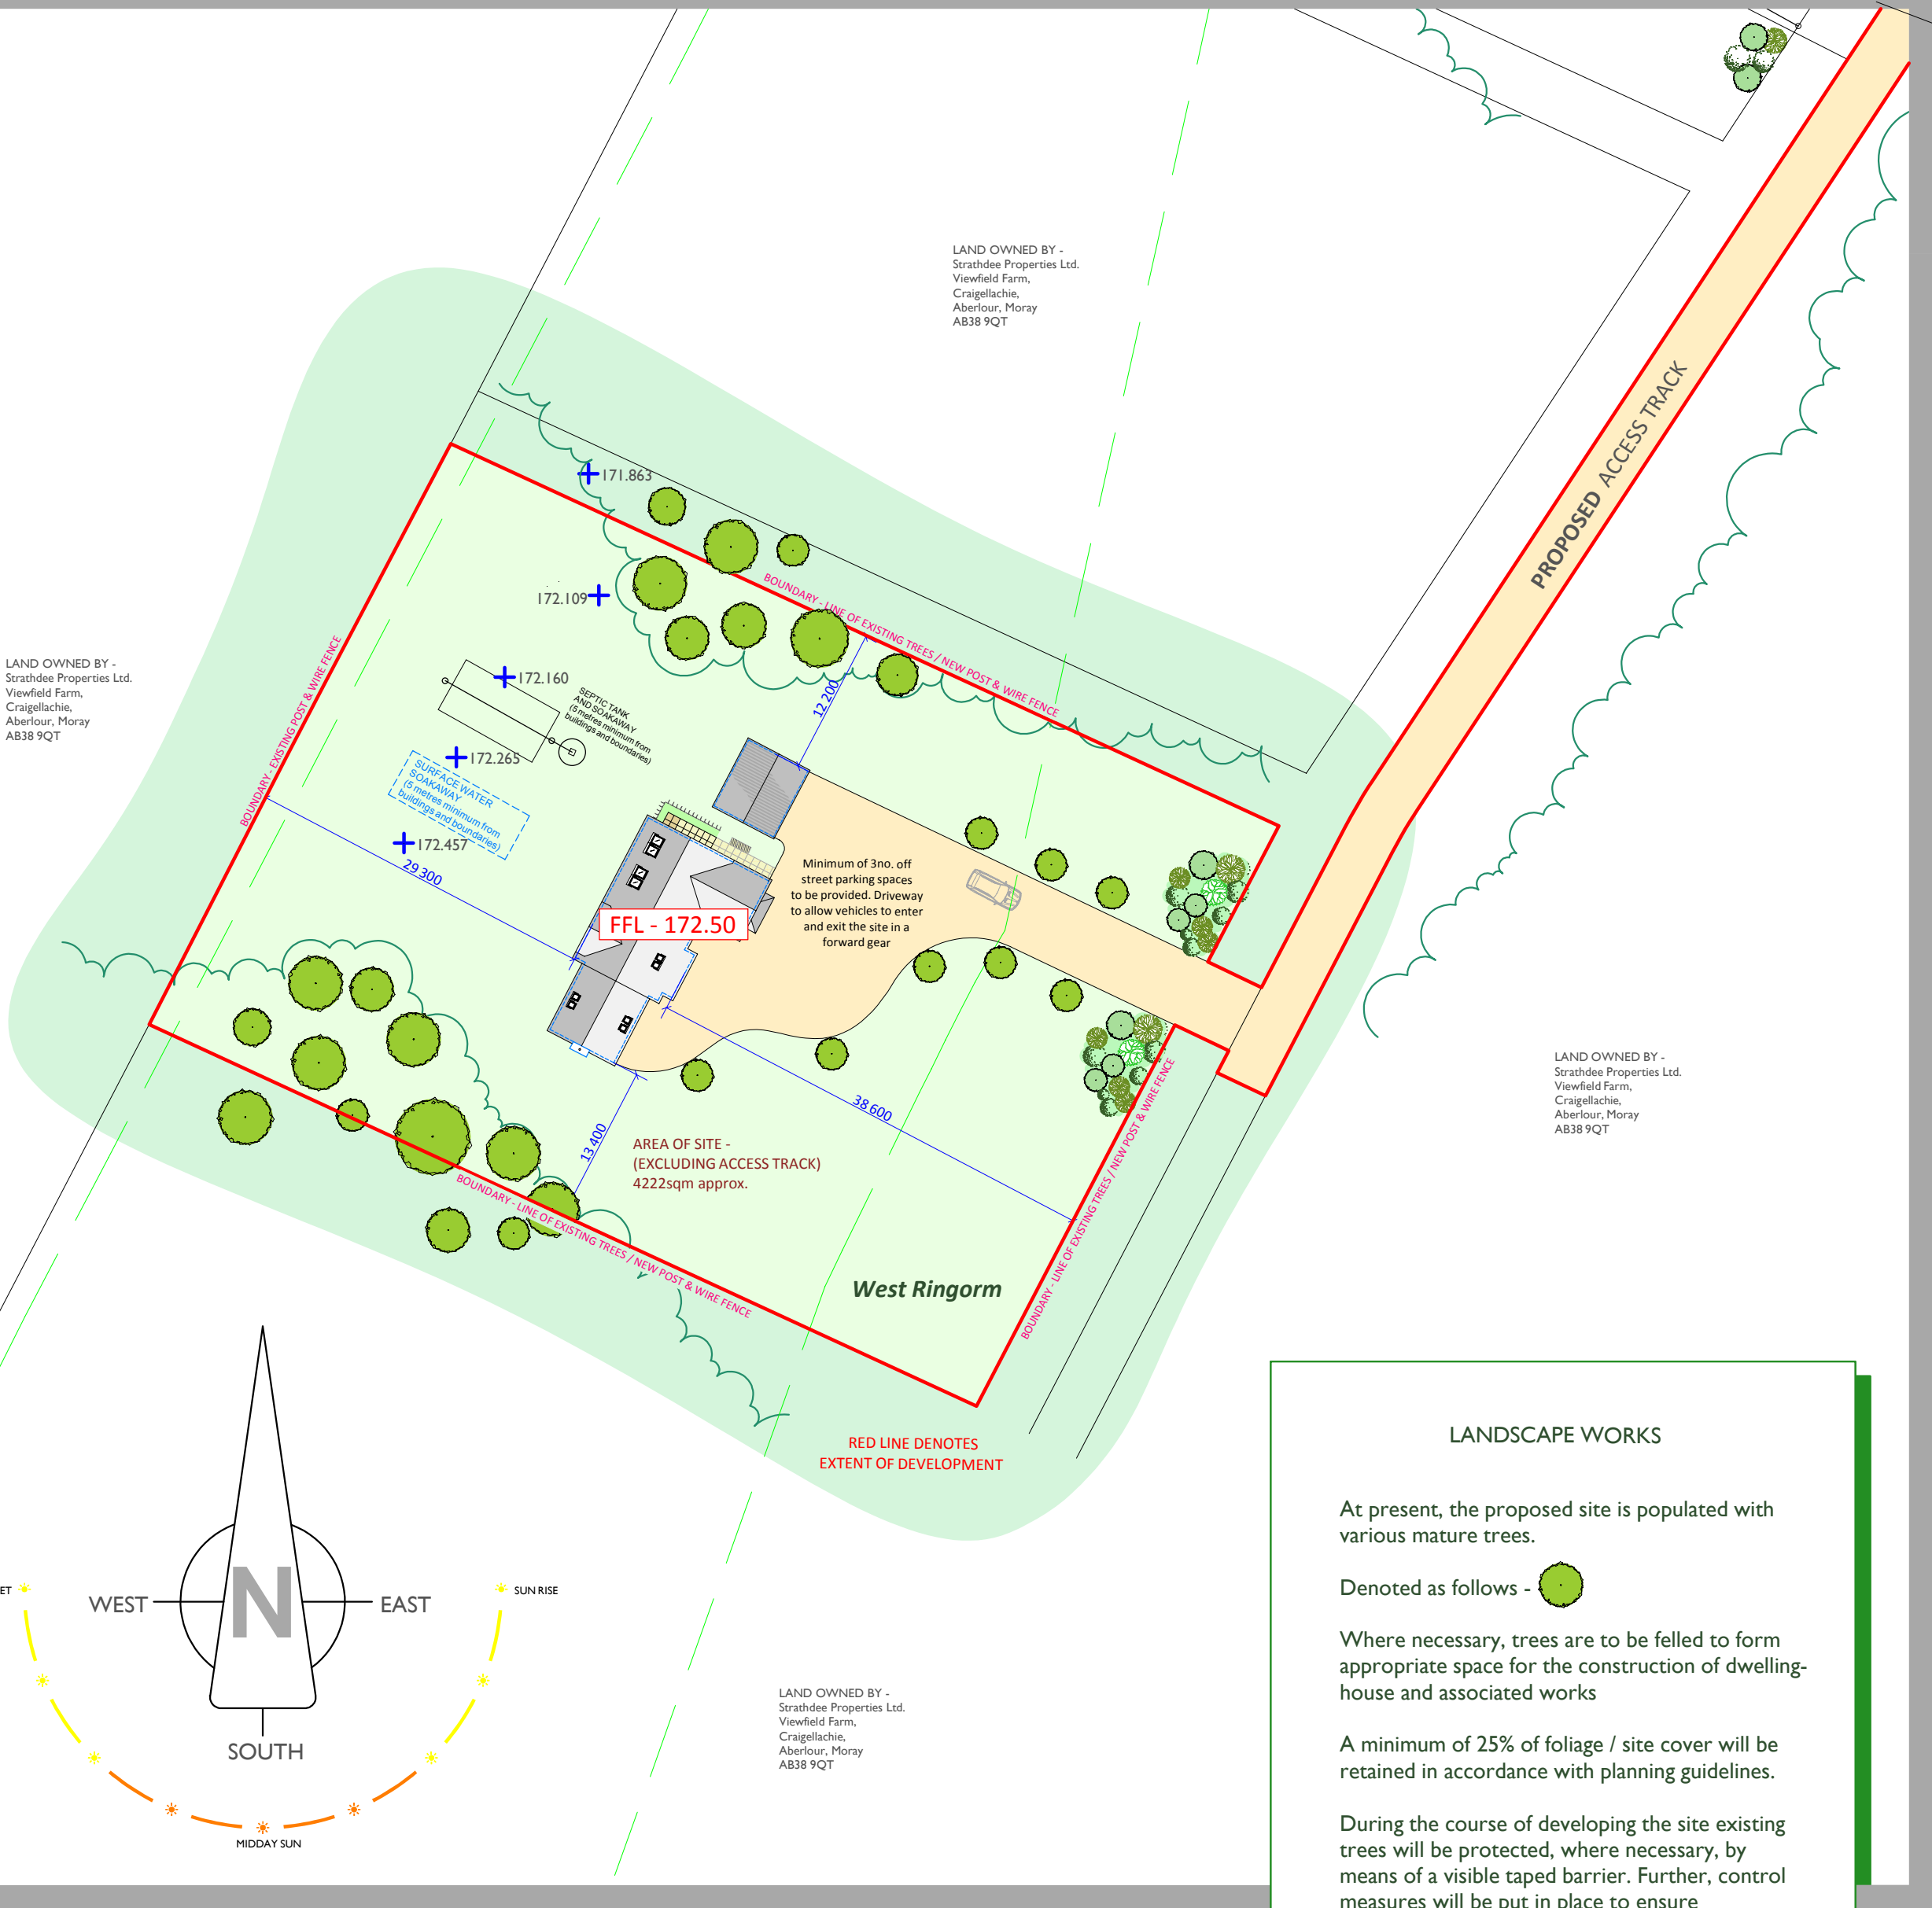 LAND OWNED BY -
Strathdee Properties Ltd.
Viewfield Farm,
Craigellachie,
Aberlour, Moray
AB38 9QT
PROPOSED ACCESS TRACK
171.863
172.109
BOUNDARY - LINE OF EXISTING TREES / NEW POST & WIRE FENCE
LAND OWNED BY -
Strathdee Properties Ltd.
Viewfield Farm,
Craigellachie,
Aberlour, Moray
AB38 9QT
BOUNDARY - EXISTING POST & WIRE FENCE
172.160
SEPTIC TANK
AND SOAKAWAY
(5 metres minimum from
buildings and boundaries)
12 200
172.265
SURFACE WATER
SOAKAWAY
(5 metres minimum from
buildings and boundaries)
172.457
29 300
Minimum of 3no. off
street parking spaces
to be provided. Driveway
to allow vehicles to enter
and exit the site in a
forward gear
FFL - 172.50
38 600
13 400
AREA OF SITE -
(EXCLUDING ACCESS TRACK)
4222sqm approx.
BOUNDARY - LINE OF EXISTING TREES / NEW POST & WIRE FENCE
BOUNDARY - LINE OF EXISTING TREES / NEW POST & WIRE FENCE
LAND OWNED BY -
Strathdee Properties Ltd.
Viewfield Farm,
Craigellachie,
Aberlour, Moray
AB38 9QT
West Ringorm
RED LINE DENOTES
EXTENT OF DEVELOPMENT
ET
SUN RISE
WEST
N
EAST
SOUTH
MIDDAY SUN
LAND OWNED BY -
Strathdee Properties Ltd.
Viewfield Farm,
Craigellachie,
Aberlour, Moray
AB38 9QT
LANDSCAPE WORKS
At present, the proposed site is populated with
various mature trees.
Denoted as follows -
Where necessary, trees are to be felled to form
appropriate space for the construction of dwelling-
house and associated works
A minimum of 25% of foliage / site cover will be
retained in accordance with planning guidelines.
During the course of developing the site existing
trees will be protected, where necessary, by
means of a visible taped barrier. Further, control
measures will be put in place to ensure